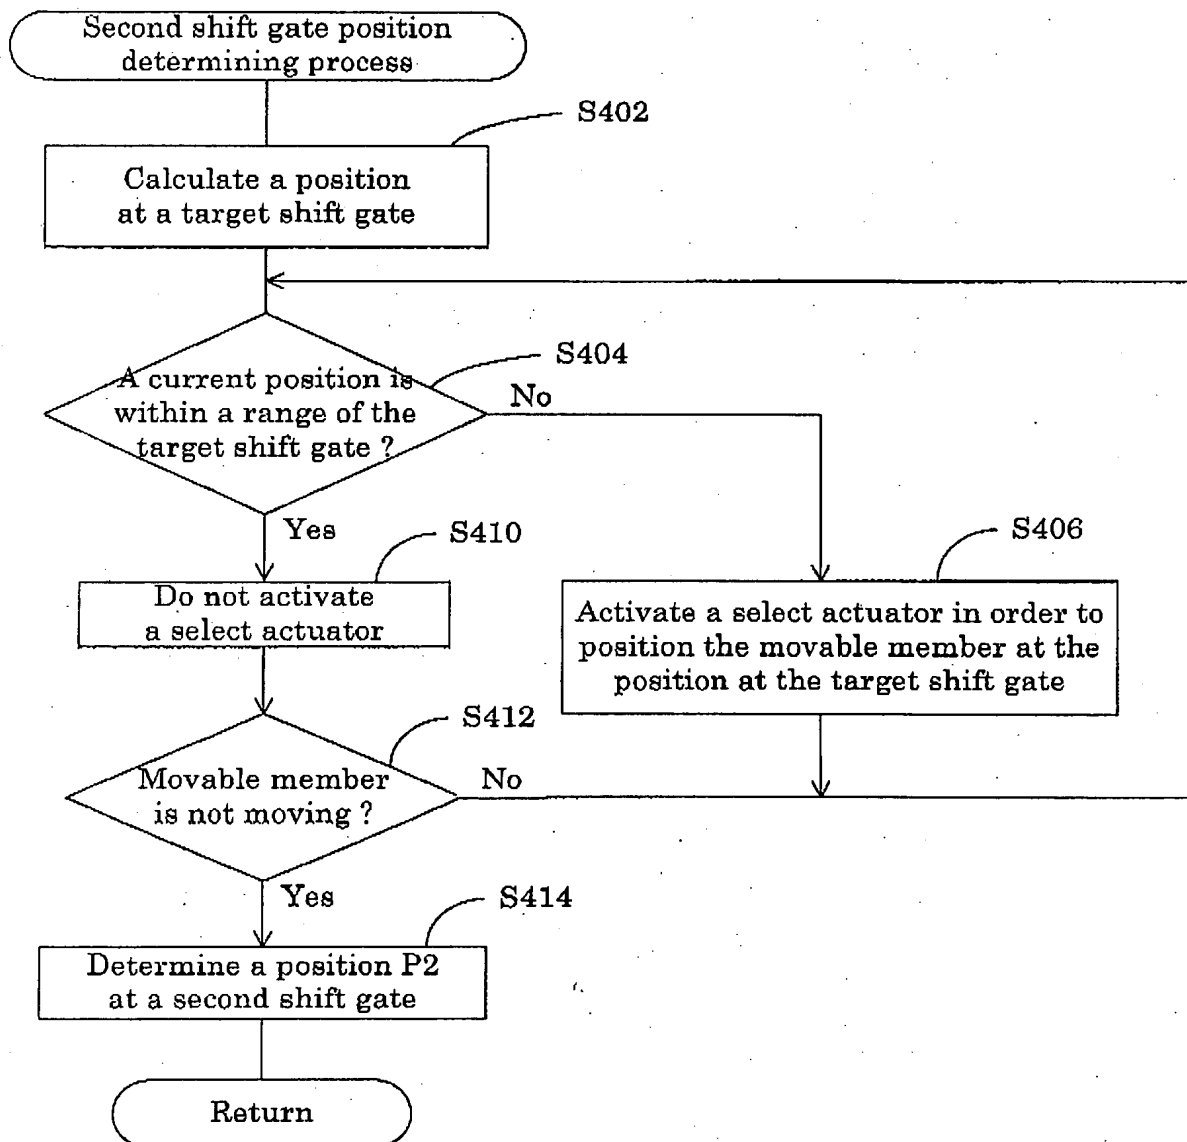 Second shift gate position
determining process
S402
Calculate a position
at a target shift gate
S404
A current position is
within a range of the
target shift gate ?
No
Yes
S410
Do not activate
a select actuator
S406
Activate a select actuator in order to
position the movable member at the
position at the target shift gate
S412
Movable member
is not moving ?
No
Yes
S414
Determine a position P2
at a second shift gate
Return